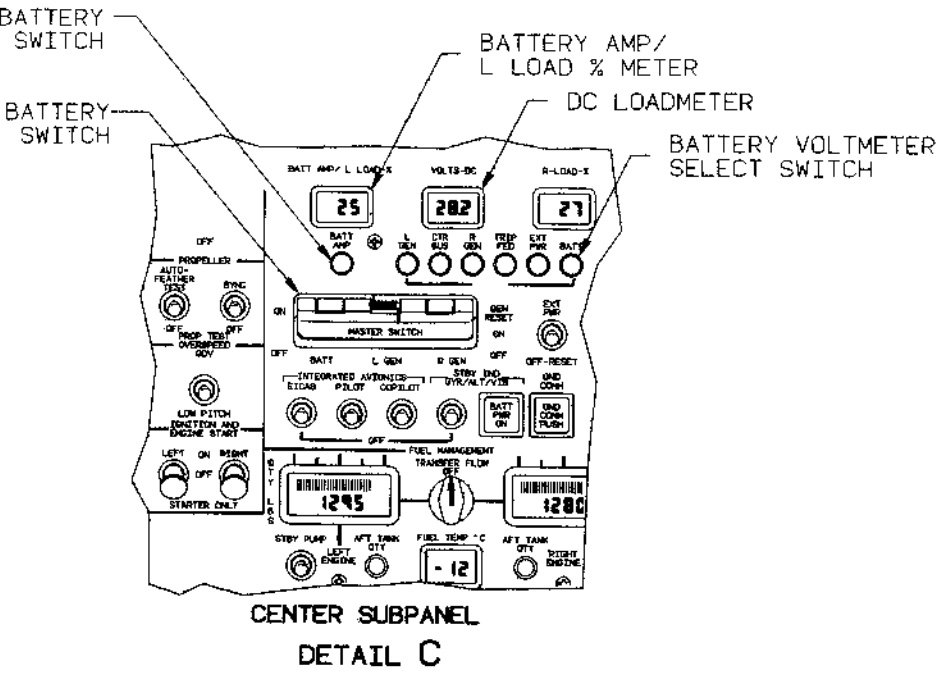 BATTERY
SWITCH
BATTERY AMP/
L LOAD % METER
BATTERY
SWITCH
DC LOADMETER
BATTERY VOLTMETER
SELECT SWITCH
BATT AMP/ L LOAD-%
VOLTS-DC
R-LOAD-%
25
28.2
27
BATT
AMP
L
GEN
CTR
BUS
R
GEN
TRIP
FED
EXT
PWR
BATT
OFF
PROPELLER
AUTO-
FEATHER
TEST
SYNC
OFF
OFF
PROP TEST
OVERSPEED
GOV
LOW PITCH
IGNITION AND
ENGINE START
LEFT
ON
RIGHT
OFF
STARTER ONLY
ON
MASTER SWITCH
OFF
BATT
L GEN
R GEN
GEN
RESET
ON
OFF
EXT
PWR
OFF-RESET
INTEGRATED AVIONICS
EICAS
PILOT
COPILOT
STBY IND
GYR/ALT/VIB
OFF
BATT
PWR
ON
GND
COMM
GND
COMM
PUSH
FUEL MANAGEMENT
TRANSFER FLOW
OFF
QTY LBS
1295
1280
STBY PUMP
LEFT
ENGINE
AFT TANK
QTY
FUEL TEMP °C
-12
AFT TANK
QTY
RIGHT
ENGINE
CENTER SUBPANEL
DETAIL C